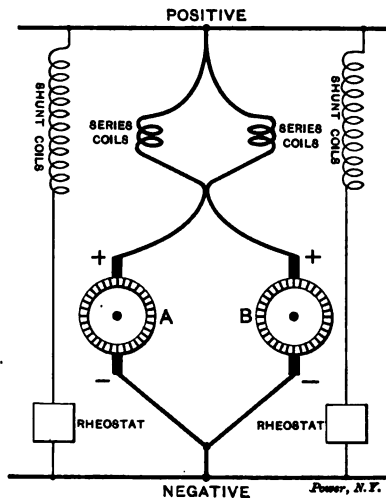 POSITIVE
SHUNT COILS
SERIES
COILS
SERIES
COILS
SHUNT COILS
+
+
A
B
−
−
RHEOSTAT
RHEOSTAT
NEGATIVE
Power, N.Y.